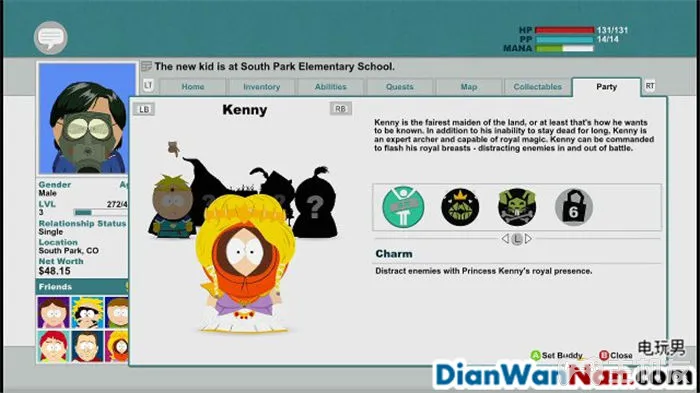 HP 131/131
PP 14/14
MANA
The new kid is at South Park Elementary School.
LT Home Inventory Abilities Quests Map Collectables Party RT
LB Kenny RB
Kenny is the fairest maiden of the land, or at least that's how he wants
to be known. In addition to his inability to stay dead for long, Kenny is
an expert archer and capable of royal magic. Kenny can be commanded
to flash his royal breasts - distracting enemies in and out of battle.
Gender Ag
Male
LVL 272/4
3
Relationship Status
Single
Location
South Park, CO
Net Worth
$48.15
Friends
? ?
6
L
Charm
Distract enemies with Princess Kenny's royal presence.
A Set Buddy B Close
电玩男
DianWanNan.com